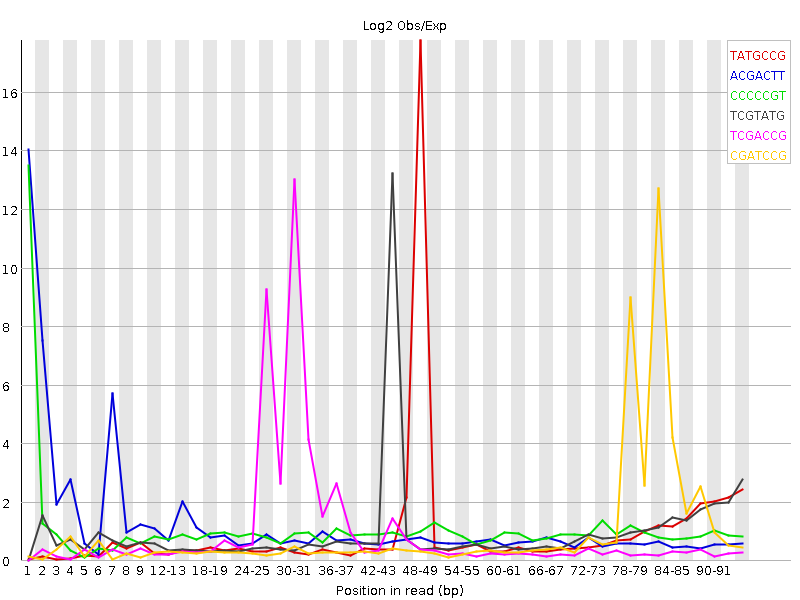 Log2 Obs/Exp
TATGCCG
ACGACTT
CCCCCGT
TCGTATG
TCGACCG
CGATCCG
16
14
12
10
8
6
4
2
0
1 2 3 4 5 6 7 8 9 12-13 18-19 24-25 30-31 36-37 42-43 48-49 54-55 60-61 66-67 72-73 78-79 84-85 90-91
Position in read (bp)